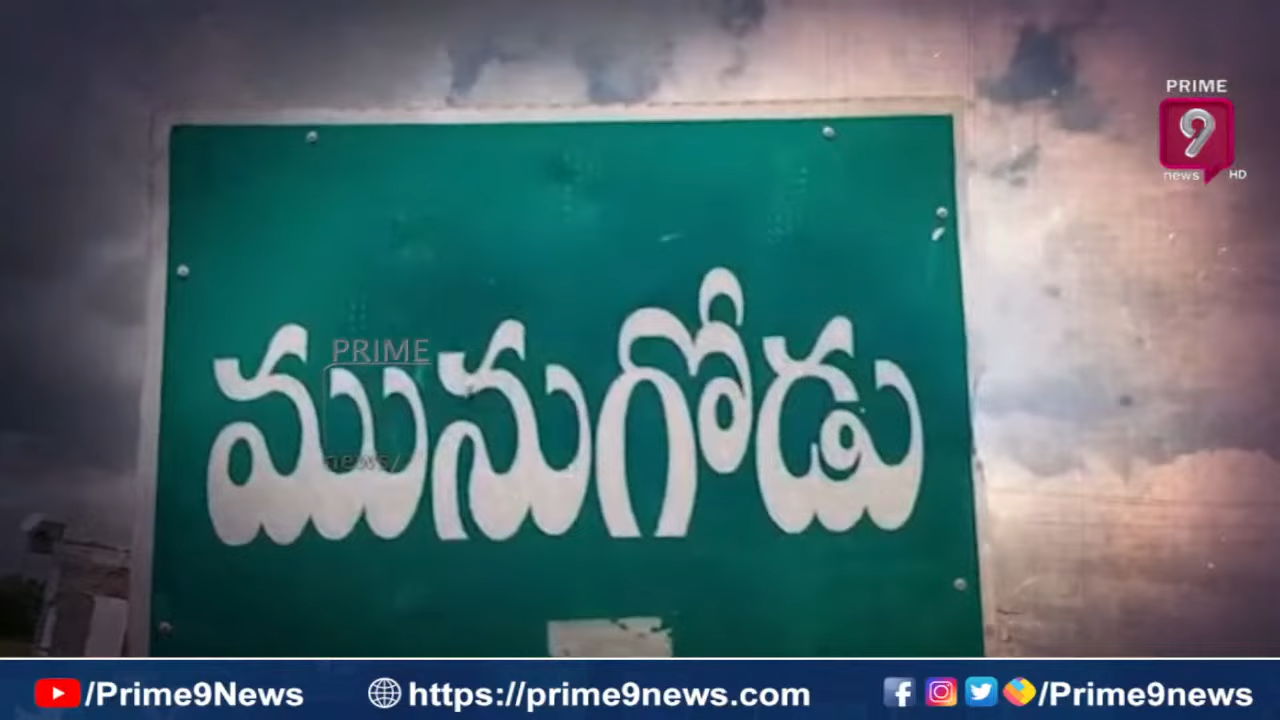 PRIME
9
news HD
మునుగోడు
PRIME
news
/Prime9News https://prime9news.com /Prime9news